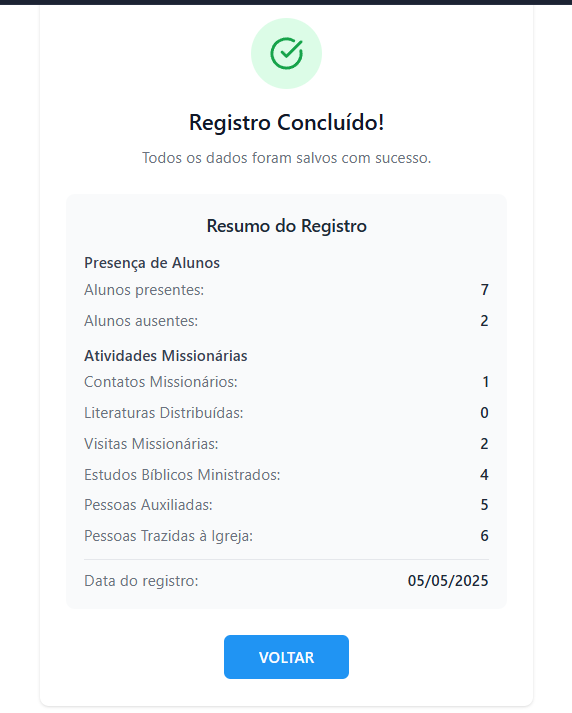 Registro Concluído!
Todos os dados foram salvos com sucesso.
Resumo do Registro
Presença de Alunos
Alunos presentes: 7
Alunos ausentes: 2
Atividades Missionárias
Contatos Missionários: 1
Literaturas Distribuídas: 0
Visitas Missionárias: 2
Estudos Bíblicos Ministrados: 4
Pessoas Auxiliadas: 5
Pessoas Trazidas à Igreja: 6
Data do registro: 05/05/2025
VOLTAR